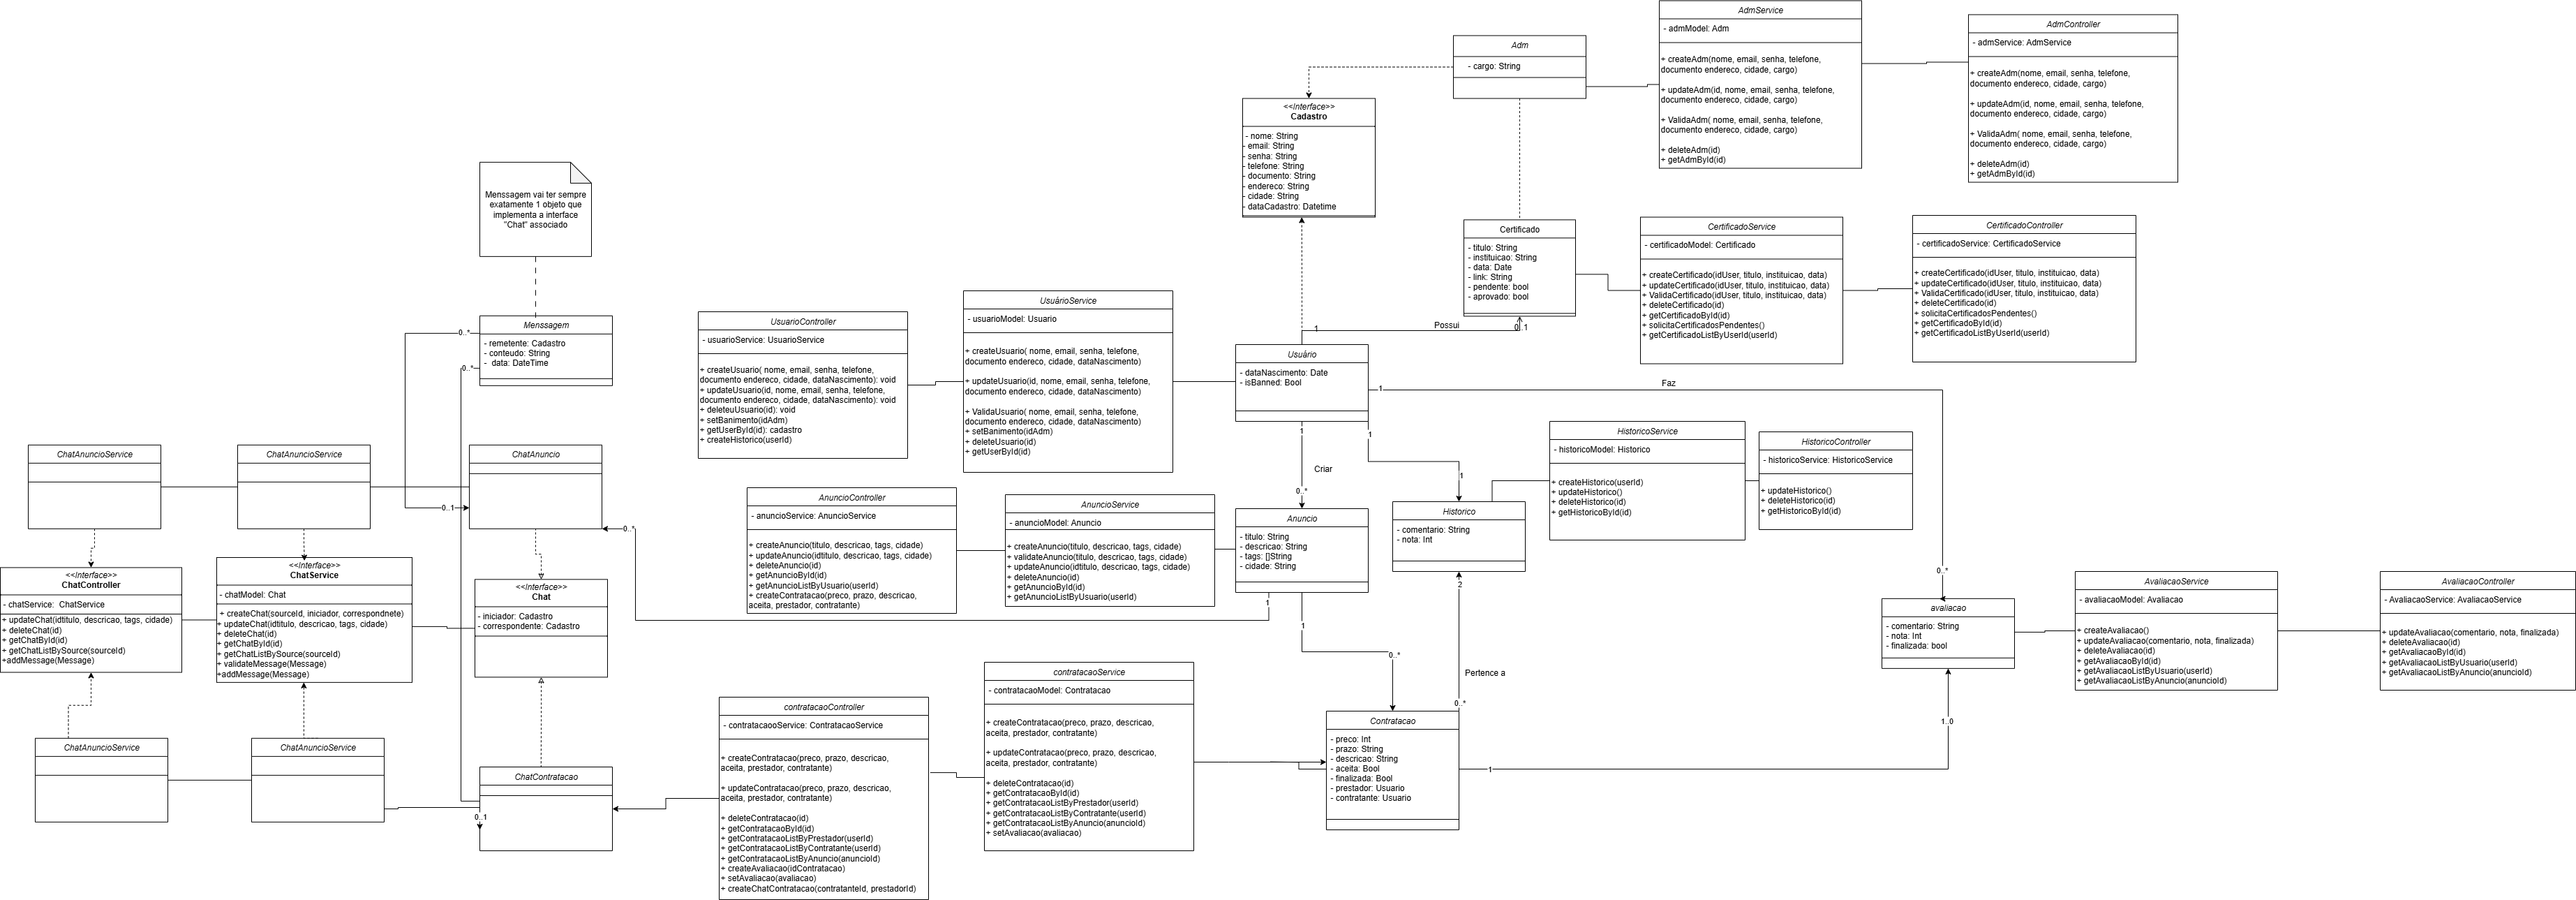 AdmService
- admModel: Adm
+ createAdm(nome, email, senha, telefone,
documento endereco, cidade, cargo)
+ updateAdm(id, nome, email, senha, telefone,
documento endereco, cidade, cargo)
+ ValidaAdm( nome, email, senha, telefone,
documento endereco, cidade, cargo)
+ deleteAdm(id)
+ getAdmById(id)
AdmController
- admService: AdmService
+ createAdm(nome, email, senha, telefone,
documento endereco, cidade, cargo)
+ updateAdm(id, nome, email, senha, telefone,
documento endereco, cidade, cargo)
+ ValidaAdm( nome, email, senha, telefone,
documento endereco, cidade, cargo)
+ deleteAdm(id)
+ getAdmById(id)
Adm
- cargo: String
<<Interface>>
Cadastro
- nome: String
- email: String
- senha: String
- telefone: String
- documento: String
- endereco: String
- cidade: String
- dataCadastro: Datetime
Certificado
- titulo: String
- instituicao: String
- data: Date
- link: String
- pendente: bool
- aprovado: bool
CertificadoService
- certificadoModel: Certificado
+ createCertificado(idUser, titulo, instituicao, data)
+ updateCertificado(idUser, titulo, instituicao, data)
+ ValidaCertificado(idUser, titulo, instituicao, data)
+ deleteCertificado(id)
+ getCertificadoById(id)
+ solicitaCertificadosPendentes()
+ getCertificadoListByUserId(userId)
CertificadoController
- certificadoService: CertificadoService
+ createCertificado(idUser, titulo, instituicao, data)
+ updateCertificado(idUser, titulo, instituicao, data)
+ ValidaCertificado(idUser, titulo, instituicao, data)
+ deleteCertificado(id)
+ solicitaCertificadosPendentes()
+ getCertificadoById(id)
+ getCertificadoListByUserId(userId)
Menssagem vai ter sempre
exatamente 1 objeto que
implementa a interface
"Chat" associado
Menssagem
- remetente: Cadastro
- conteudo: String
- data: DateTime
0..*
0..*
UsuarioController
- usuarioService: UsuarioService
+ createUsuario( nome, email, senha, telefone,
documento endereco, cidade, dataNascimento): void
+ updateUsuario(id, nome, email, senha, telefone,
documento endereco, cidade, dataNascimento): void
+ deleteuUsuario(id): void
+ setBanimento(idAdm)
+ getUserById(id): cadastro
+ createHistorico(userId)
UsuàrioService
- usuarioModel: Usuario
+ createUsuario( nome, email, senha, telefone,
documento endereco, cidade, dataNascimento)
+ updateUsuario(id, nome, email, senha, telefone,
documento endereco, cidade, dataNascimento)
+ ValidaUsuario( nome, email, senha, telefone,
documento endereco, cidade, dataNascimento)
+ setBanimento(idAdm)
+ deleteUsuario(id)
+ getUserById(id)
1
Possui
0..1
Usuàrio
- dataNascimento: Date
- isBanned: Bool
1
Faz
0..*
1
Criar
0..*
1
1
Historico
- comentario: String
- nota: Int
HistoricoService
- historicoModel: Historico
+ createHistorico(userId)
+ updateHistorico()
+ deleteHistorico(id)
+ getHistoricoById(id)
HistoricoController
- historicoService: HistoricoService
+ updateHistorico()
+ deleteHistorico(id)
+ getHistoricoById(id)
ChatAnuncioService
ChatAnuncioService
ChatAnuncio
0..1
0..*
AnuncioController
- anuncioService: AnuncioService
+ createAnuncio(titulo, descricao, tags, cidade)
+ updateAnuncio(idtitulo, descricao, tags, cidade)
+ deleteAnuncio(id)
+ getAnuncioById(id)
+ getAnuncioListByUsuario(userId)
+ createContratacao(preco, prazo, descricao,
aceita, prestador, contratante)
AnuncioService
- anuncioModel: Anuncio
+ createAnuncio(titulo, descricao, tags, cidade)
+ validateAnuncio(titulo, descricao, tags, cidade)
+ updateAnuncio(idtitulo, descricao, tags, cidade)
+ deleteAnuncio(id)
+ getAnuncioById(id)
+ getAnuncioListByUsuario(userId)
Anuncio
- titulo: String
- descricao: String
- tags: []String
- cidade: String
1
1
0..*
<<Interface>>
ChatController
- chatService: ChatService
+ updateChat(idtitulo, descricao, tags, cidade)
+ deleteChat(id)
+ getChatById(id)
+ getChatListBySource(sourceId)
+addMessage(Message)
<<Interface>>
ChatService
- chatModel: Chat
+ createChat(sourceId, iniciador, correspondnete)
+ updateChat(idtitulo, descricao, tags, cidade)
+ deleteChat(id)
+ getChatById(id)
+ getChatListBySource(sourceId)
+ validateMessage(Message)
+addMessage(Message)
<<Interface>>
Chat
- iniciador: Cadastro
- correspondente: Cadastro
avaliacao
- comentario: String
- nota: Int
- finalizada: bool
AvaliacaoService
- avaliacaoModel: Avaliacao
+ createAvaliacao()
+ updateAvaliacao(comentario, nota, finalizada)
+ deleteAvaliacao(id)
+ getAvaliacaoById(id)
+ getAvaliacaoListByUsuario(userId)
+ getAvaliacaoListByAnuncio(anuncioId)
AvaliacaoController
- AvaliacaoService: AvaliacaoService
+ updateAvaliacao(comentario, nota, finalizada)
+ deleteAvaliacao(id)
+ getAvaliacaoById(id)
+ getAvaliacaoListByUsuario(userId)
+ getAvaliacaoListByAnuncio(anuncioId)
2
Pertence a
0..*
1..0
1
ChatAnuncioService
ChatAnuncioService
ChatContratacao
0..1
contratacaoController
- contratacaooService: ContratacaoService
+ createContratacao(preco, prazo, descricao,
aceita, prestador, contratante)
+ updateContratacao(preco, prazo, descricao,
aceita, prestador, contratante)
+ deleteContratacao(id)
+ getContratacaoById(id)
+ getContratacaoListByPrestador(userId)
+ getContratacaoListByContratante(userId)
+ getContratacaoListByAnuncio(anuncioId)
+ createAvaliacao(idContratacao)
+ setAvaliacao(avaliacao)
+ createChatContratacao(contratanteId, prestadorId)
contratacaoService
- contratacaoModel: Contratacao
+ createContratacao(preco, prazo, descricao,
aceita, prestador, contratante)
+ updateContratacao(preco, prazo, descricao,
aceita, prestador, contratante)
+ deleteContratacao(id)
+ getContratacaoById(id)
+ getContratacaoListByPrestador(userId)
+ getContratacaoListByContratante(userId)
+ getContratacaoListByAnuncio(anuncioId)
+ setAvaliacao(avaliacao)
Contratacao
- preco: Int
- prazo: String
- descricao: String
- aceita: Bool
- finalizada: Bool
- prestador: Usuario
- contratante: Usuario